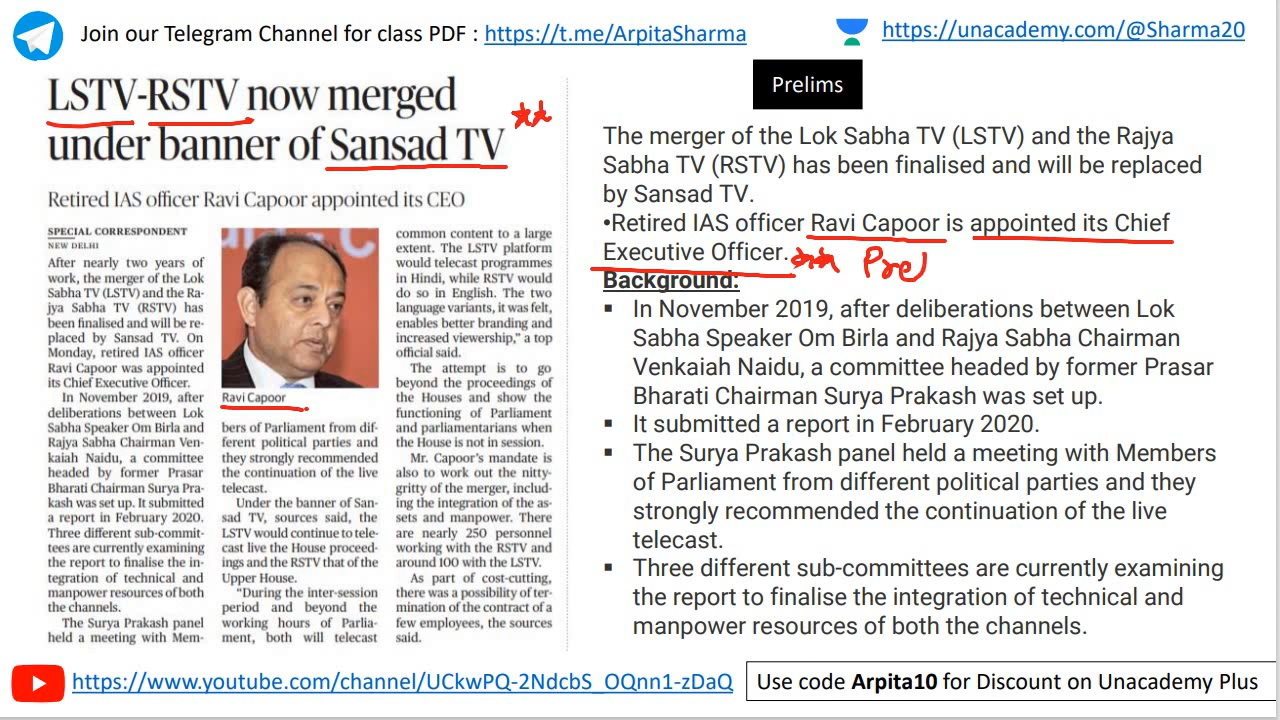 Join our Telegram Channel for class PDF : https://t.me/ArpitaSharma
https://unacademy.com/@Sharma20
LSTV-RSTV now merged
under banner of Sansad TV
Retired IAS officer Ravi Capoor appointed its CEO
SPECIAL CORRESPONDENT
NEW DELHI
After nearly two years of
work, the merger of the Lok
Sabha TV (LSTV) and the Ra-
jya Sabha TV (RSTV) has
been finalised and will be re-
placed by Sansad TV. On
Monday, retired IAS officer
Ravi Capoor was appointed
its Chief Executive Officer.
In November 2019, after
deliberations between Lok
Sabha Speaker Om Birla and
Rajya Sabha Chairman Ven-
kaiah Naidu, a committee
headed by former Prasar
Bharati Chairman Surya Pra-
kash was set up. It submitted
a report in February 2020.
Three different sub-commit-
tees are currently examining
the report to finalise the in-
tegration of technical and
manpower resources of both
the channels.
The Surya Prakash panel
held a meeting with Mem-
Ravi Capoor
bers of Parliament from dif-
ferent political parties and
they strongly recommended
the continuation of the live
telecast.
Under the banner of San-
sad TV, sources said, the
LSTV would continue to tele-
cast live the House proceed-
ings and the RSTV that of the
Upper House.
“During the inter-session
period and beyond the
working hours of Parlia-
ment, both will telecast
common content to a large
extent. The LSTV platform
would telecast programmes
in Hindi, while RSTV would
do so in English. The two
language variants, it was felt,
enables better branding and
increased viewership,” a top
official said.
The attempt is to go
beyond the proceedings of
the Houses and show the
functioning of Parliament
and parliamentarians when
the House is not in session.
Mr. Capoor’s mandate is
also to work out the nitty-
gritty of the merger, includ-
ing the integration of the as-
sets and manpower. There
are nearly 250 personnel
working with the RSTV and
around 100 with the LSTV.
As part of cost-cutting,
there was a possibility of ter-
mination of the contract of a
few employees, the sources
said.
Prelims
The merger of the Lok Sabha TV (LSTV) and the Rajya
Sabha TV (RSTV) has been finalised and will be replaced
by Sansad TV.
•Retired IAS officer Ravi Capoor is appointed its Chief
Executive Officer. Prel
Background:
▪ In November 2019, after deliberations between Lok
Sabha Speaker Om Birla and Rajya Sabha Chairman
Venkaiah Naidu, a committee headed by former Prasar
Bharati Chairman Surya Prakash was set up.
▪ It submitted a report in February 2020.
▪ The Surya Prakash panel held a meeting with Members
of Parliament from different political parties and they
strongly recommended the continuation of the live
telecast.
▪ Three different sub-committees are currently examining
the report to finalise the integration of technical and
manpower resources of both the channels.
https://www.youtube.com/channel/UCkwPQ-2NdcbS_OQnn1-zDaQ
Use code Arpita10 for Discount on Unacademy Plus